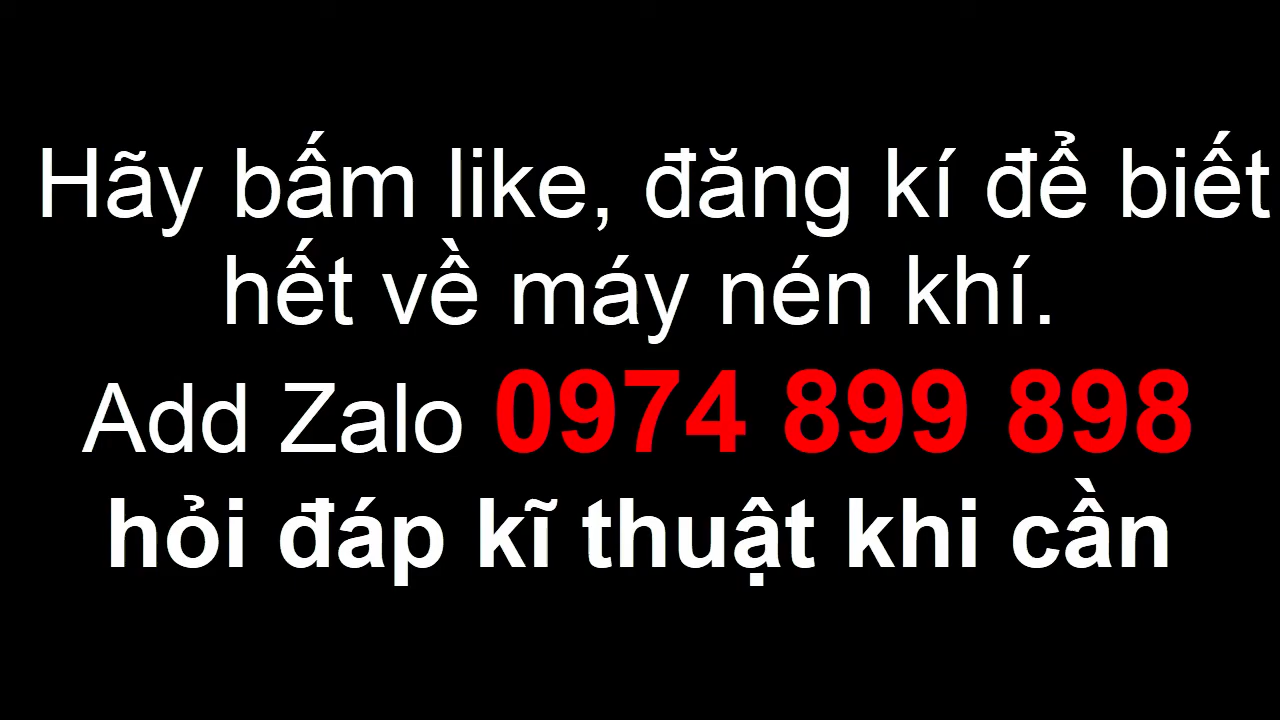 Hãy bấm like, đăng kí để biết
hết về máy nén khí.
Add Zalo 0974 899 898
hỏi đáp kĩ thuật khi cần